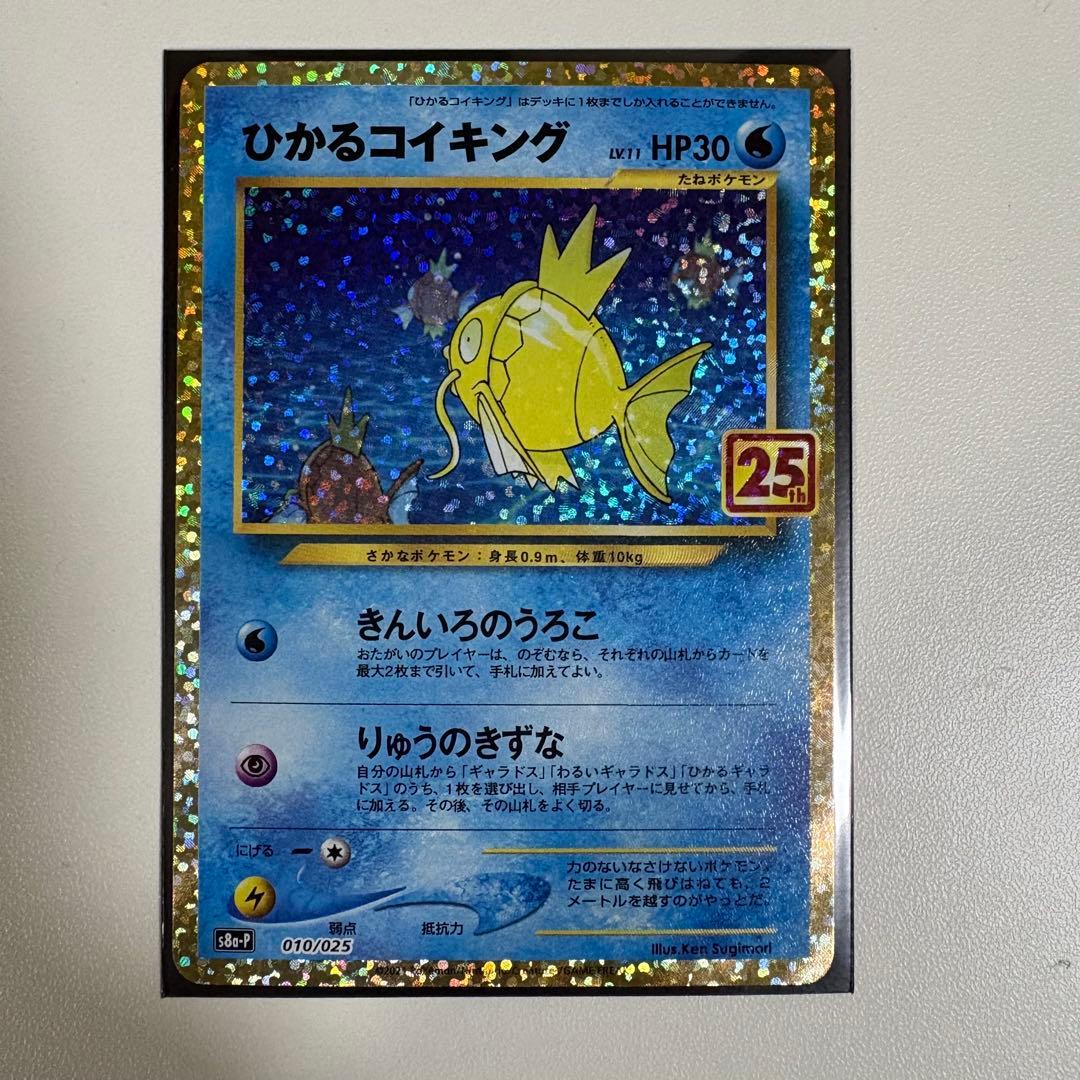 「ひかるコイキング」はデッキに1枚までしか入れることができません。
ひかるコイキング LV.11 HP30
たねポケモン
25th
さかなポケモン：身長0.9m、体重10kg
きんいろのうろこ
おたがいのプレイヤーは、のぞむなら、それぞれの山札からカードを
最大2枚まで引いて、手札に加えてよい。
りゅうのきずな
自分の山札から「ギャラドス」「わるいギャラドス」「ひかるギャラ
ドス」のうち、1枚を選び出し、相手プレイヤーに見せてから、手札
に加える。その後、その山札をよく切る。
にげる
力のないなさけないポケモン。
たまに高く飛びはねても、2
メートルを越すのがやっとだ。
弱点 抵抗力
s8a-P 010/025
Illus.Ken Sugimori